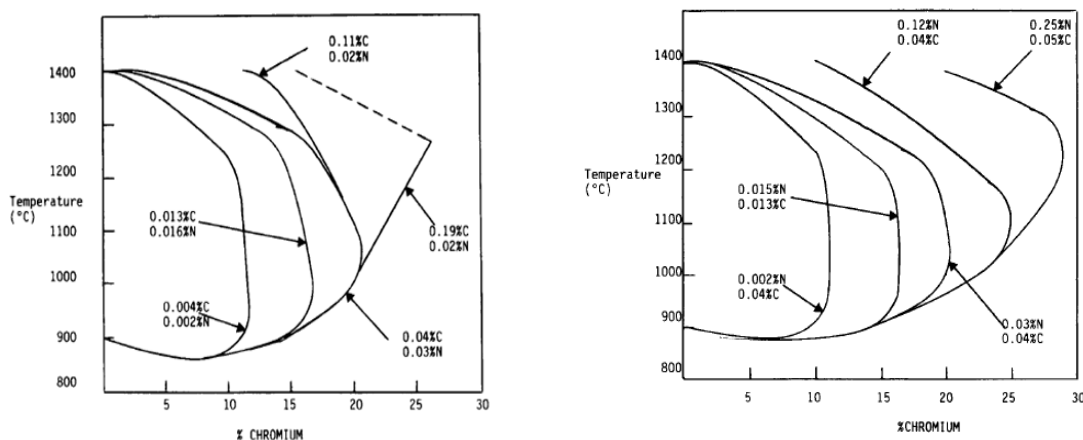 0.11%C
0.02%N
1400
1300
1200
Temperature
(°C)
1100
1000
900
800
0.013%C
0.016%N
0.19%C
0.02%N
0.004%C
0.002%N
0.04%C
0.03%N
5 10 15 20 25 30
% CHROMIUM
0.12%N
0.04%C
0.25%N
0.05%C
1400
1300
1200
Temperature
(°C)
1100
1000
900
800
0.015%N
0.013%C
0.002%N
0.04%C
0.03%N
0.04%C
5 10 15 20 25 30
%CHROMIUM